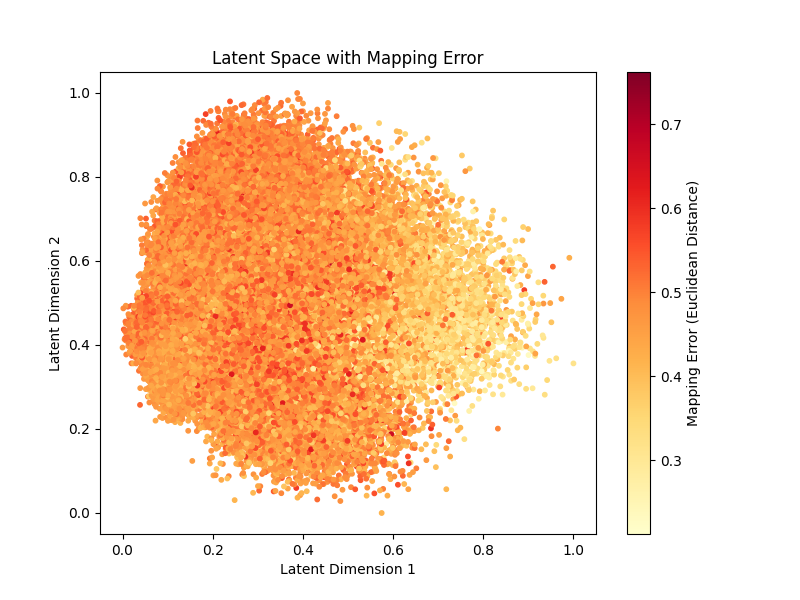 Latent Space with Mapping Error
1.0
0.8
0.6
0.4
0.2
0.0
Latent Dimension 2
0.0 0.2 0.4 0.6 0.8 1.0
Latent Dimension 1
0.7
0.6
0.5
0.4
0.3
Mapping Error (Euclidean Distance)